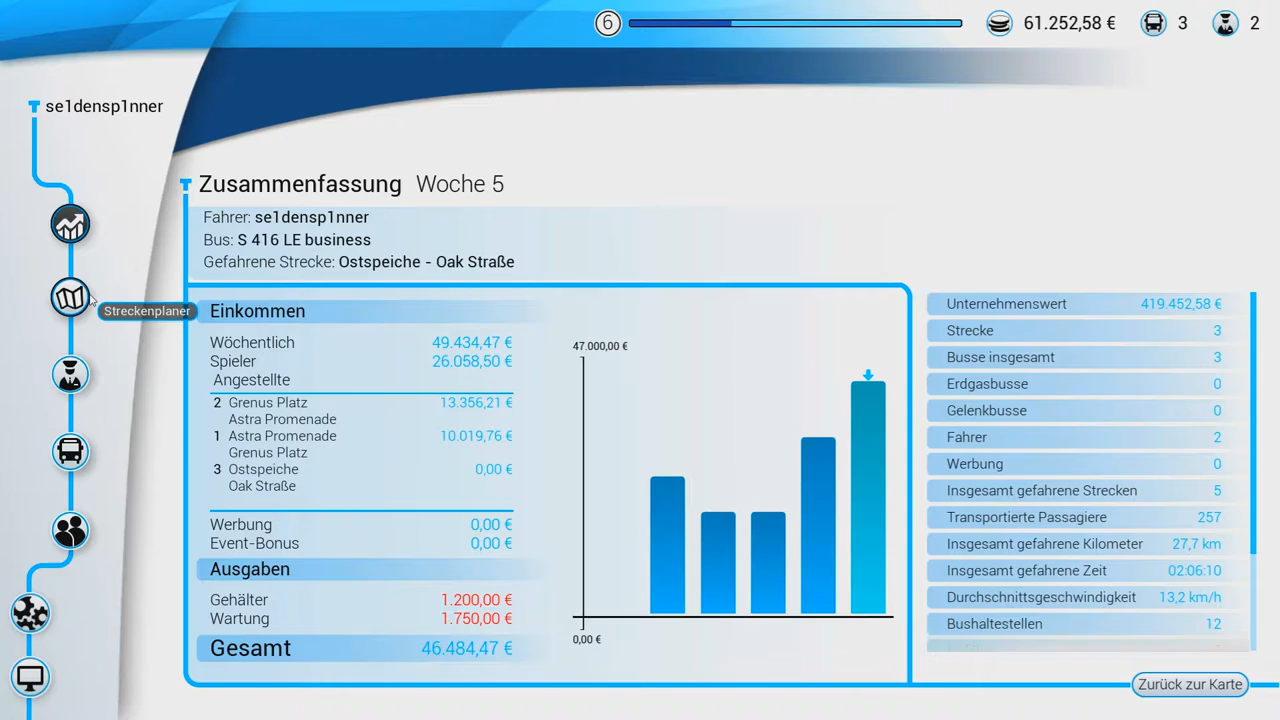 6
61.252,58 €
3
2
se1densp1nner
Streckenplaner
Zusammenfassung Woche 5
Fahrer: se1densp1nner
Bus: S 416 LE business
Gefahrene Strecke: Ostspeiche - Oak Straße
Einkommen
Wöchentlich 49.434,47 €
Spieler 26.058,50 €
Angestellte
2 Grenus Platz 13.356,21 €
Astra Promenade
1 Astra Promenade 10.019,76 €
Grenus Platz
3 Ostspeiche 0,00 €
Oak Straße
Werbung 0,00 €
Event-Bonus 0,00 €
Ausgaben
Gehälter 1.200,00 €
Wartung 1.750,00 €
Gesamt 46.484,47 €
47.000,00 €
0,00 €
Unternehmenswert 419.452,58 €
Strecke 3
Busse insgesamt 3
Erdgasbusse 0
Gelenkbusse 0
Fahrer 2
Werbung 0
Insgesamt gefahrene Strecken 5
Transportierte Passagiere 257
Insgesamt gefahrene Kilometer 27,7 km
Insgesamt gefahrene Zeit 02:06:10
Durchschnittsgeschwindigkeit 13,2 km/h
Bushaltestellen 12
Zurück zur Karte